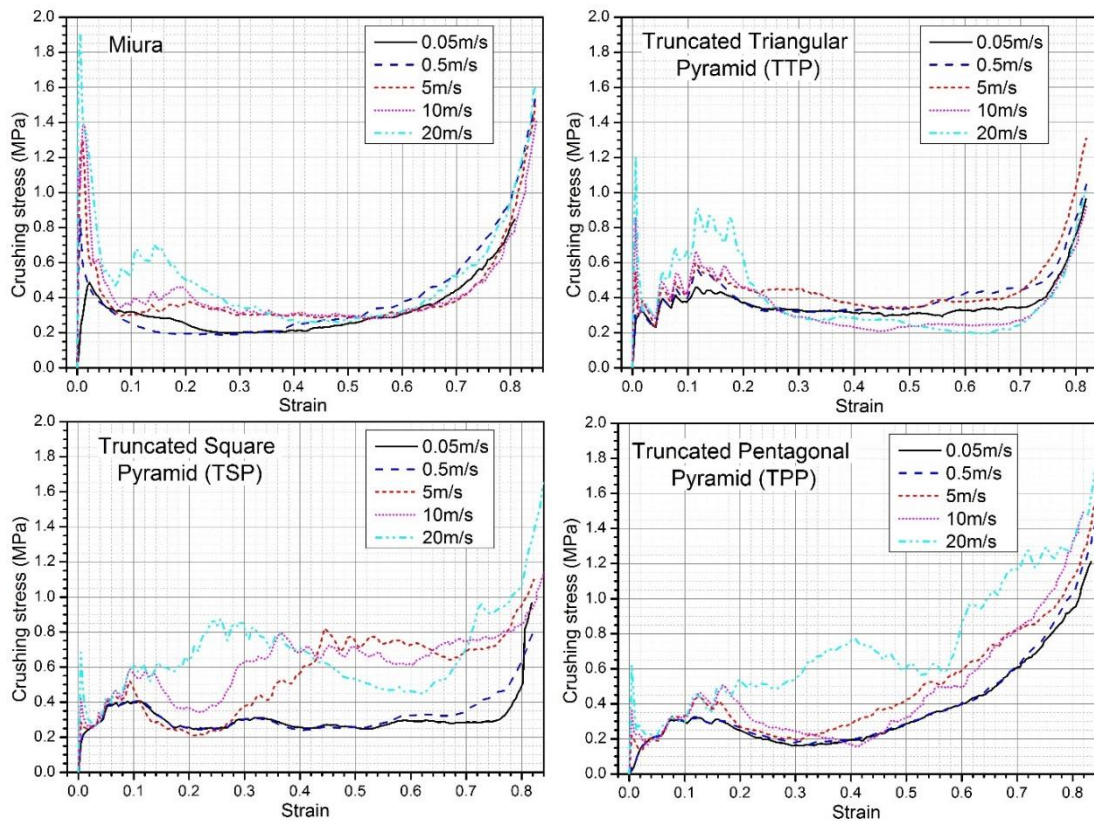 2.0
1.8
1.6
1.4
1.2
1.0
0.8
0.6
0.4
0.2
0.0
Crushing stress (MPa)
Miura
0.05m/s
0.5m/s
5m/s
10m/s
20m/s
0.0 0.1 0.2 0.3 0.4 0.5 0.6 0.7 0.8
Strain
2.0
1.8
1.6
1.4
1.2
1.0
0.8
0.6
0.4
0.2
0.0
Crushing stress (MPa)
Truncated Triangular
Pyramid (TTP)
0.05m/s
0.5m/s
5m/s
10m/s
20m/s
0.0 0.1 0.2 0.3 0.4 0.5 0.6 0.7 0.8
Strain
2.0
1.8
1.6
1.4
1.2
1.0
0.8
0.6
0.4
0.2
0.0
Crushing stress (MPa)
Truncated Square
Pyramid (TSP)
0.05m/s
0.5m/s
5m/s
10m/s
20m/s
0.0 0.1 0.2 0.3 0.4 0.5 0.6 0.7 0.8
Strain
2.0
1.8
1.6
1.4
1.2
1.0
0.8
0.6
0.4
0.2
0.0
Crushing stress (MPa)
Truncated Pentagonal
Pyramid (TPP)
0.05m/s
0.5m/s
5m/s
10m/s
20m/s
0.0 0.1 0.2 0.3 0.4 0.5 0.6 0.7 0.8
Strain